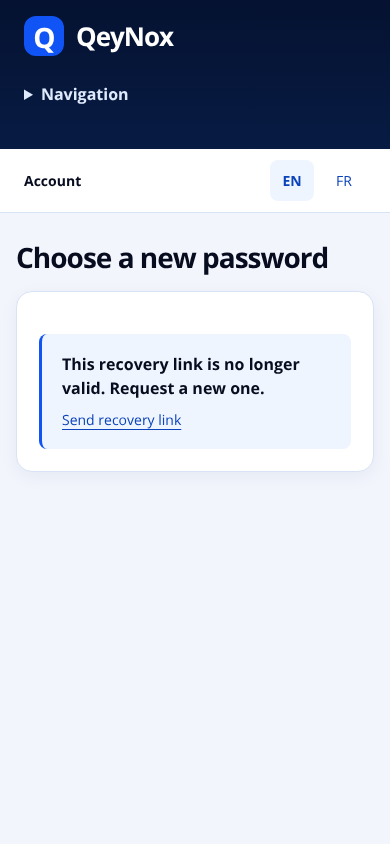 Q QeyNox
Navigation
Account EN FR
Choose a new password
This recovery link is no longer
valid. Request a new one.
Send recovery link